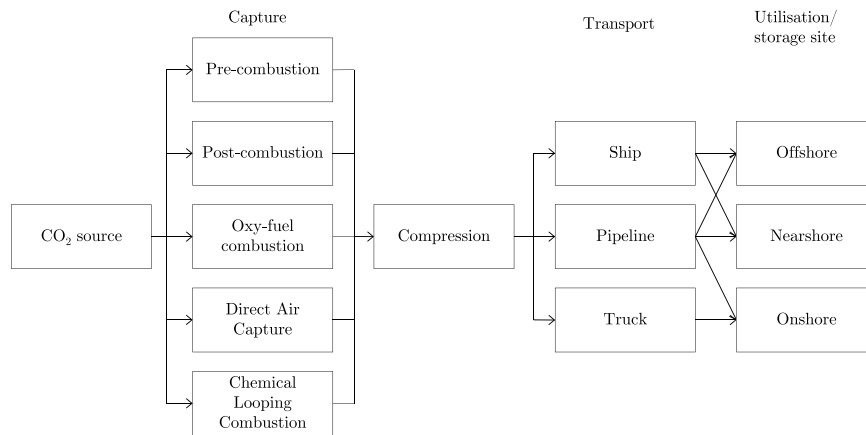 Capture
Transport
Utilisation/
storage site
Pre-combustion
Post-combustion
Ship
Offshore
CO₂ source
Oxy-fuel
combustion
Compression
Pipeline
Nearshore
Direct Air
Capture
Truck
Onshore
Chemical
Looping
Combustion